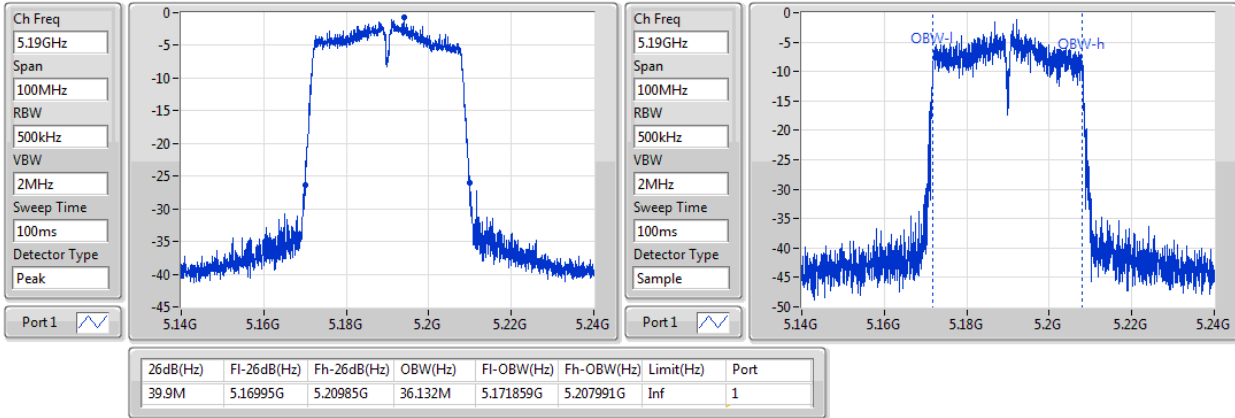 Ch Freq
5.19GHz
Span
100MHz
RBW
500kHz
VBW
2MHz
Sweep Time
100ms
Detector Type
Peak
Port 1
0
-5
-10
-15
-20
-25
-30
-35
-40
-45
5.14G 5.16G 5.18G 5.2G 5.22G 5.24G
Ch Freq
5.19GHz
Span
100MHz
RBW
500kHz
VBW
2MHz
Sweep Time
100ms
Detector Type
Sample
Port 1
0
-5
-10
-15
-20
-25
-30
-35
-40
-45
-50
OBW-l OBW-h
5.14G 5.16G 5.18G 5.2G 5.22G 5.24G
26dB(Hz) Fl-26dB(Hz) Fh-26dB(Hz) OBW(Hz) Fl-OBW(Hz) Fh-OBW(Hz) Limit(Hz) Port
39.9M 5.16995G 5.20985G 36.132M 5.171859G 5.207991G Inf 1